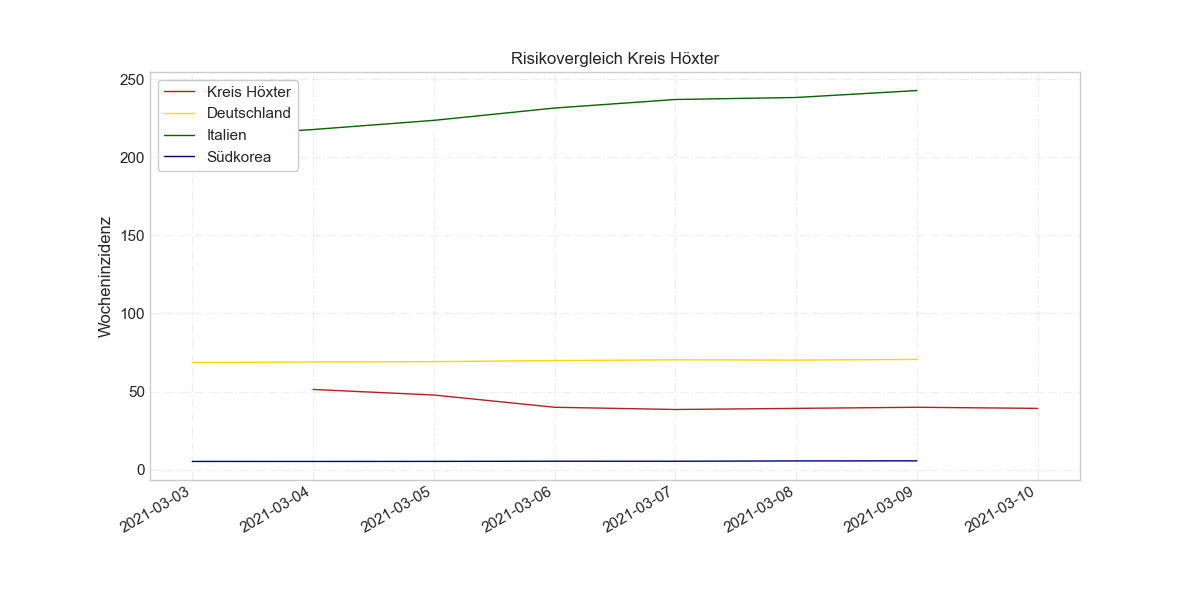 Risikovergleich Kreis Höxter
Kreis Höxter
Deutschland
Italien
Südkorea
Wocheninzidenz
250
200
150
100
50
0
2021-03-03
2021-03-04
2021-03-05
2021-03-06
2021-03-07
2021-03-08
2021-03-09
2021-03-10